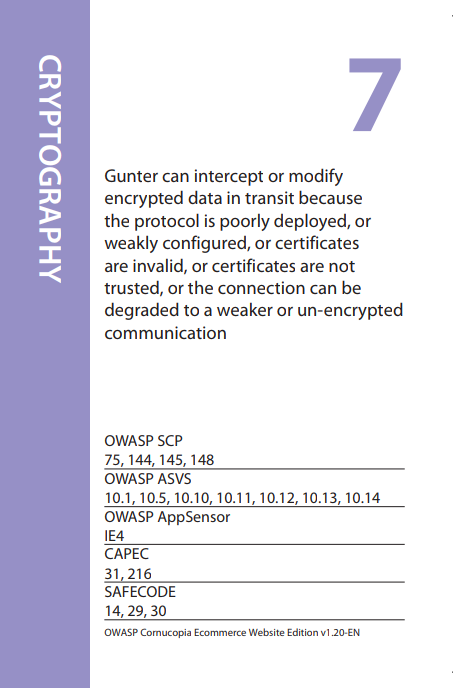 CRYPTOGRAPHY
7
Gunter can intercept or modify
encrypted data in transit because
the protocol is poorly deployed, or
weakly configured, or certificates
are invalid, or certificates are not
trusted, or the connection can be
degraded to a weaker or un-encrypted
communication
OWASP SCP
75, 144, 145, 148
OWASP ASVS
10.1, 10.5, 10.10, 10.11, 10.12, 10.13, 10.14
OWASP AppSensor
IE4
CAPEC
31, 216
SAFECODE
14, 29, 30
OWASP Cornucopia Ecommerce Website Edition v1.20-EN